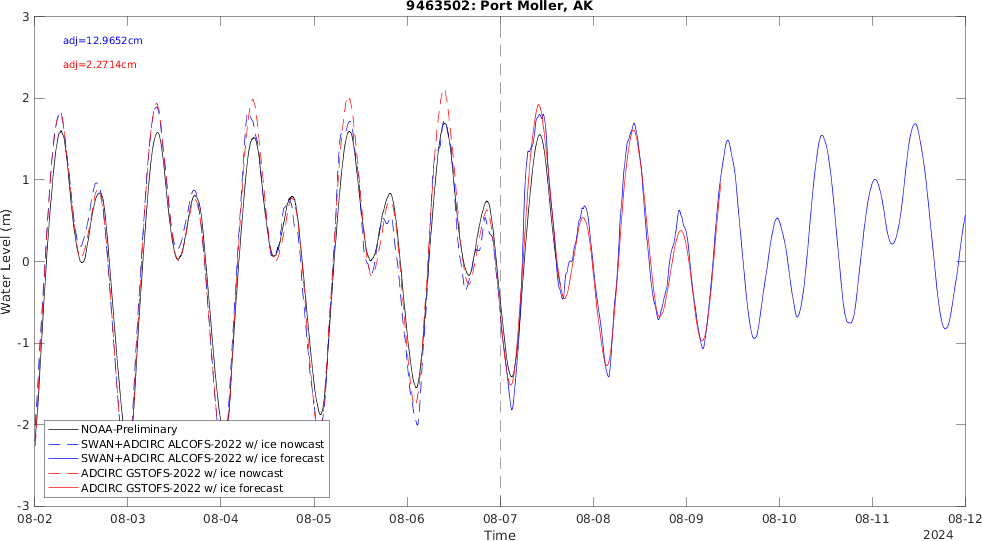 9463502: Port Moller, AK
adj=12.9652cm
adj=2.2714cm
Water Level (m)
3
2
1
0
-1
-2
-3
NOAA-Preliminary
SWAN+ADCIRC ALCOFS-2022 w/ ice nowcast
SWAN+ADCIRC ALCOFS-2022 w/ ice forecast
ADCIRC GSTOFS-2022 w/ ice nowcast
ADCIRC GSTOFS-2022 w/ ice forecast
08-02 08-03 08-04 08-05 08-06 08-07 08-08 08-09 08-10 08-11 08-12
Time
2024